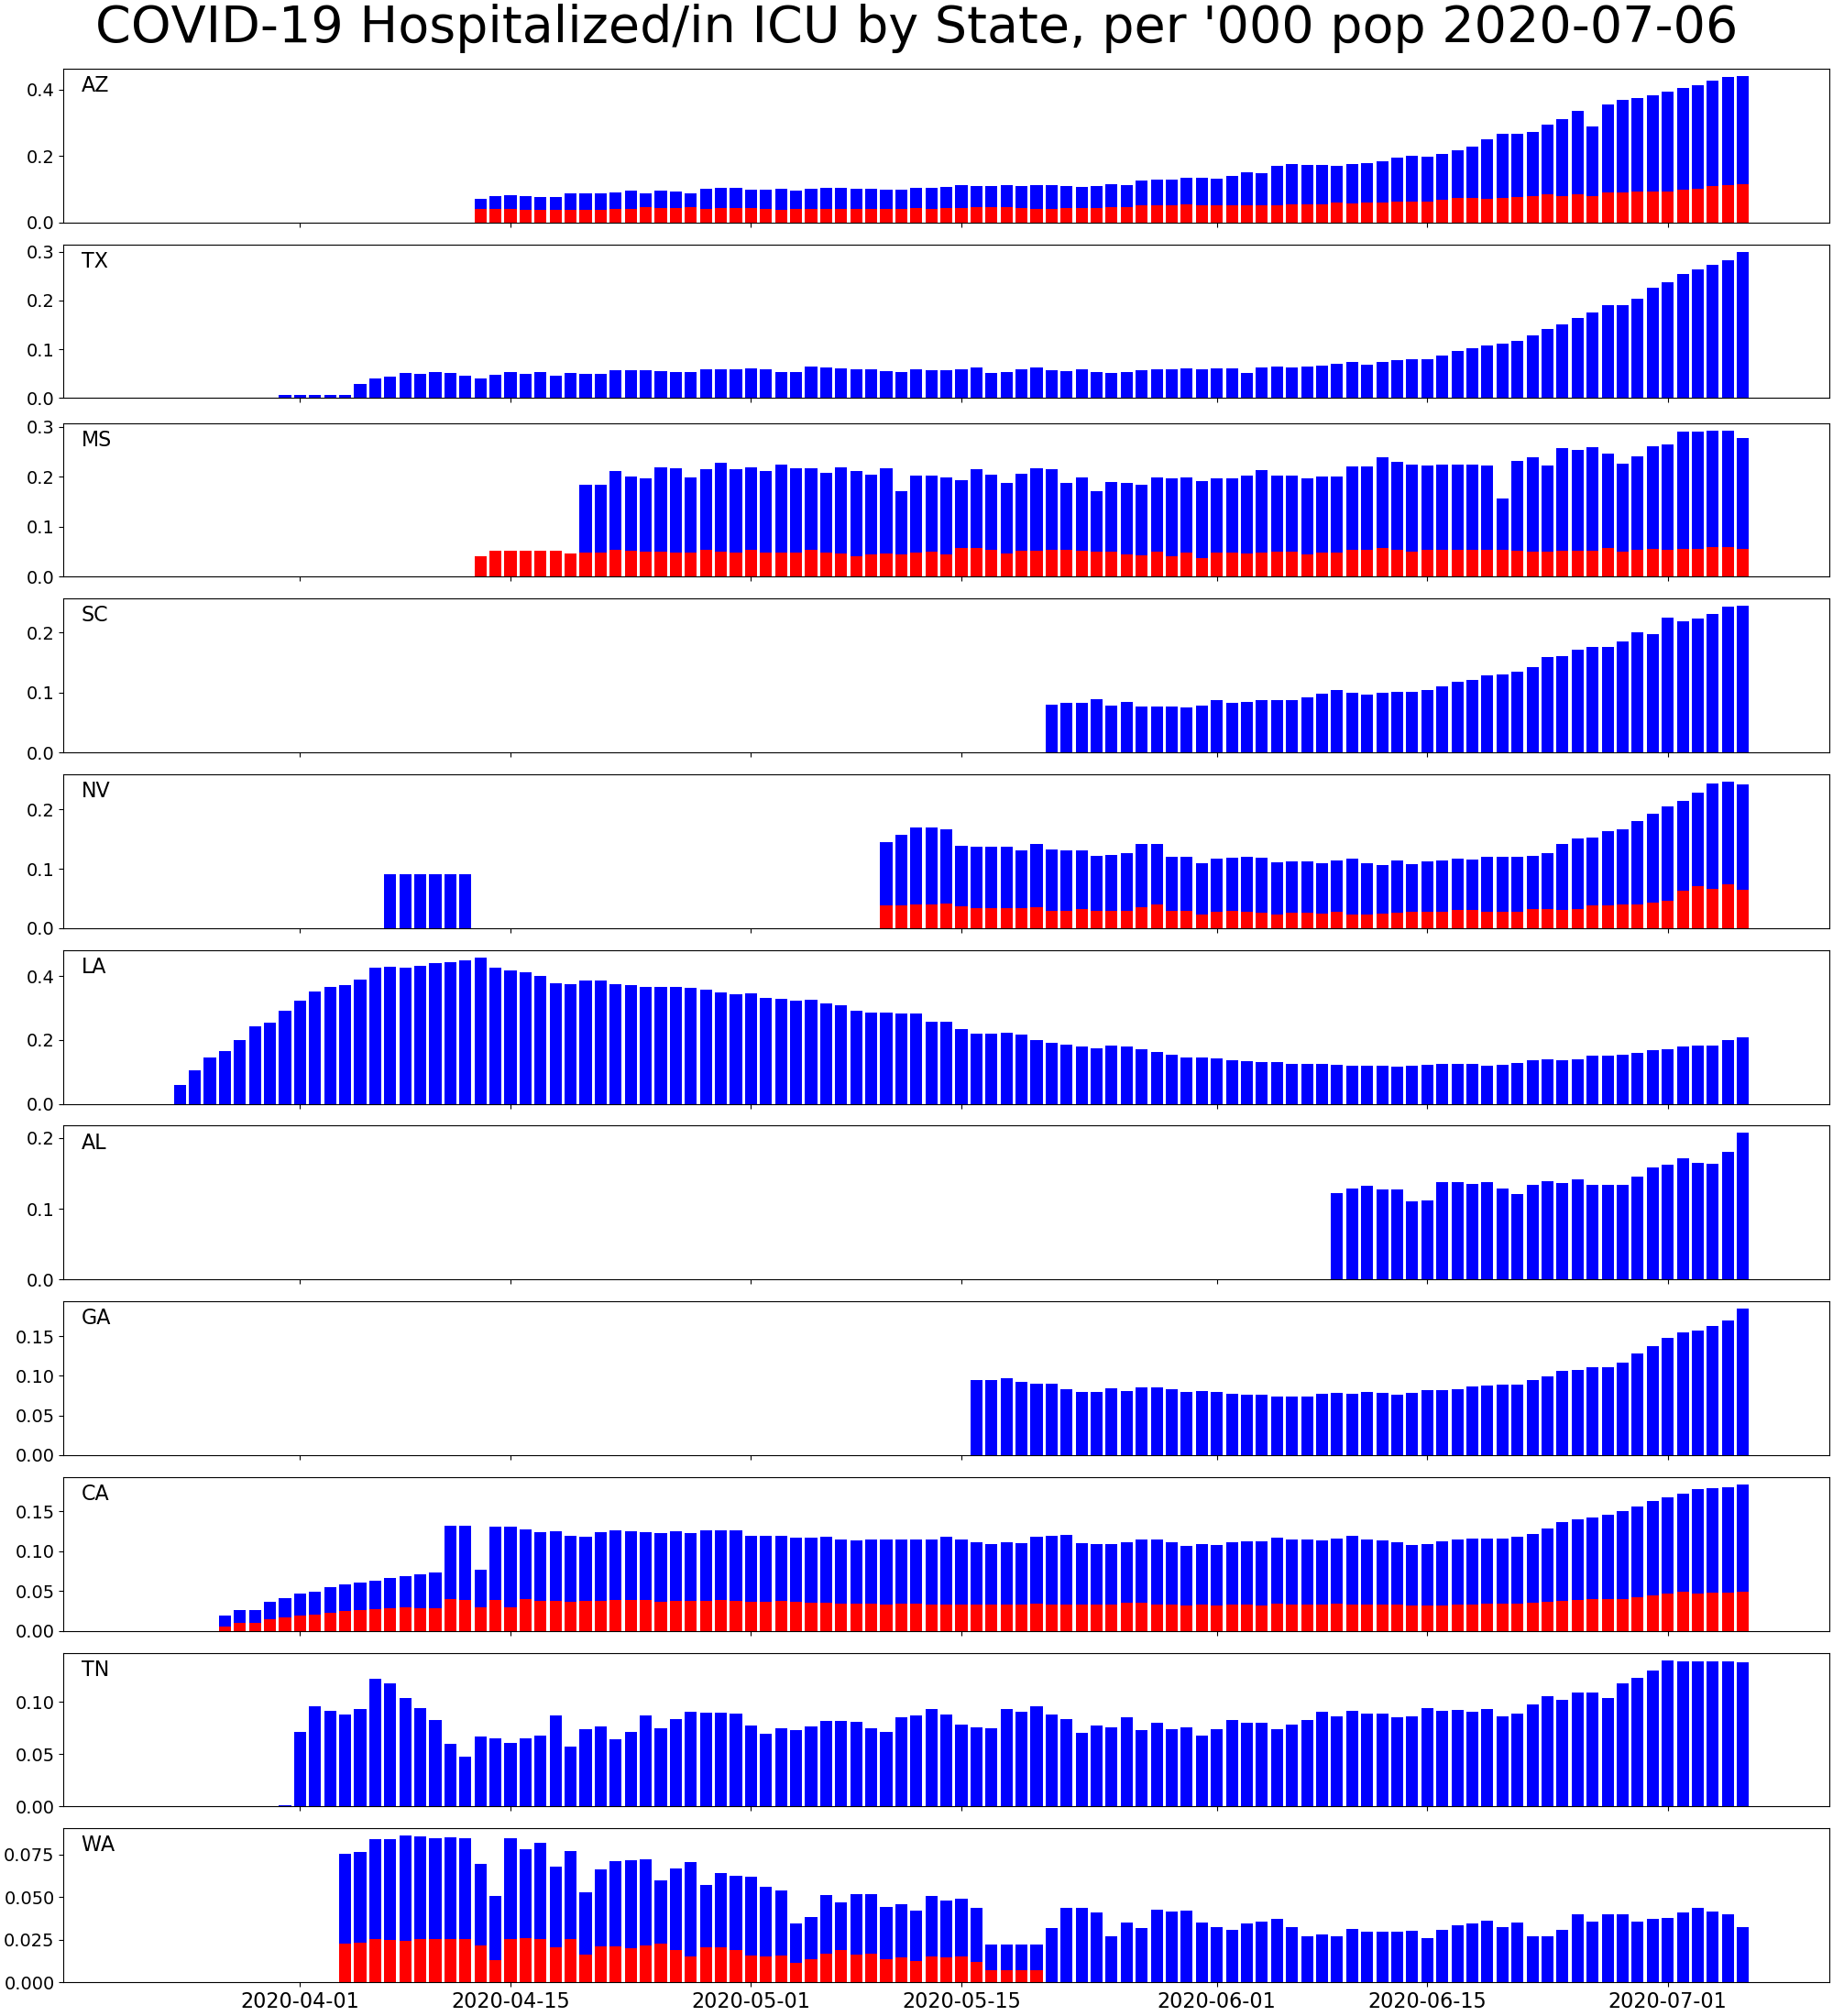 COVID-19 Hospitalized/in ICU by State, per '000 pop 2020-07-06
AZ
0.4
0.2
0.0
TX
0.3
0.2
0.1
0.0
MS
0.3
0.2
0.1
0.0
SC
0.2
0.1
0.0
NV
0.2
0.1
0.0
LA
0.4
0.2
0.0
AL
0.2
0.1
0.0
GA
0.15
0.10
0.05
0.00
CA
0.15
0.10
0.05
0.00
TN
0.10
0.05
0.00
WA
0.075
0.050
0.025
0.000
2020-04-01 2020-04-15 2020-05-01 2020-05-15 2020-06-01 2020-06-15 2020-07-01